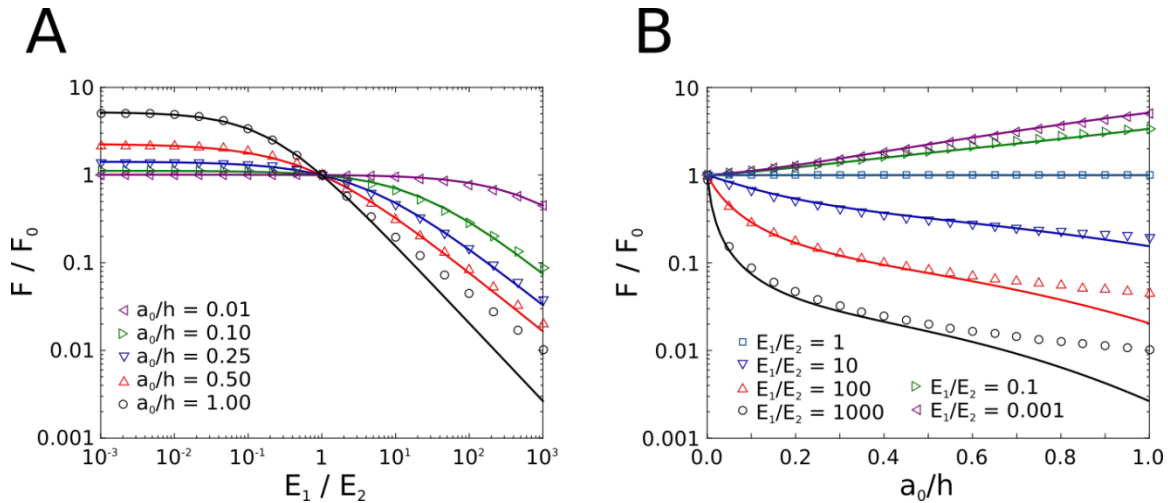 A
F / F₀
10
1
0.1
0.01
0.001
a₀/h = 0.01
a₀/h = 0.10
a₀/h = 0.25
a₀/h = 0.50
a₀/h = 1.00
10⁻³
10⁻²
10⁻¹
1
10¹
10²
10³
E₁ / E₂
B
F / F₀
10
1
0.1
0.01
0.001
E₁/E₂ = 1
E₁/E₂ = 10
E₁/E₂ = 100
E₁/E₂ = 1000
E₁/E₂ = 0.1
E₁/E₂ = 0.001
0.0
0.2
0.4
0.6
0.8
1.0
a₀/h